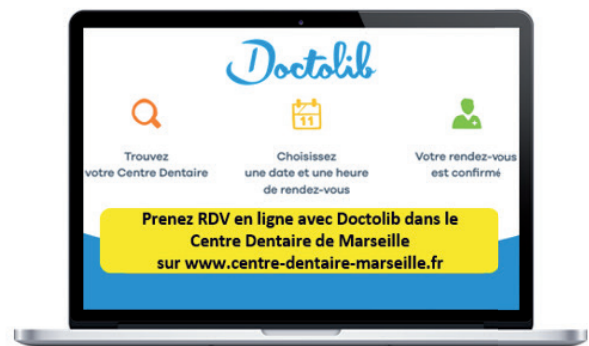 Doctolib
11
Trouvez
votre Centre Dentaire
Choisissez
une date et une heure
de rendez-vous
Votre rendez-vous
est confirmé
Prenez RDV en ligne avec Doctolib dans le
Centre Dentaire de Marseille
sur www.centre-dentaire-marseille.fr